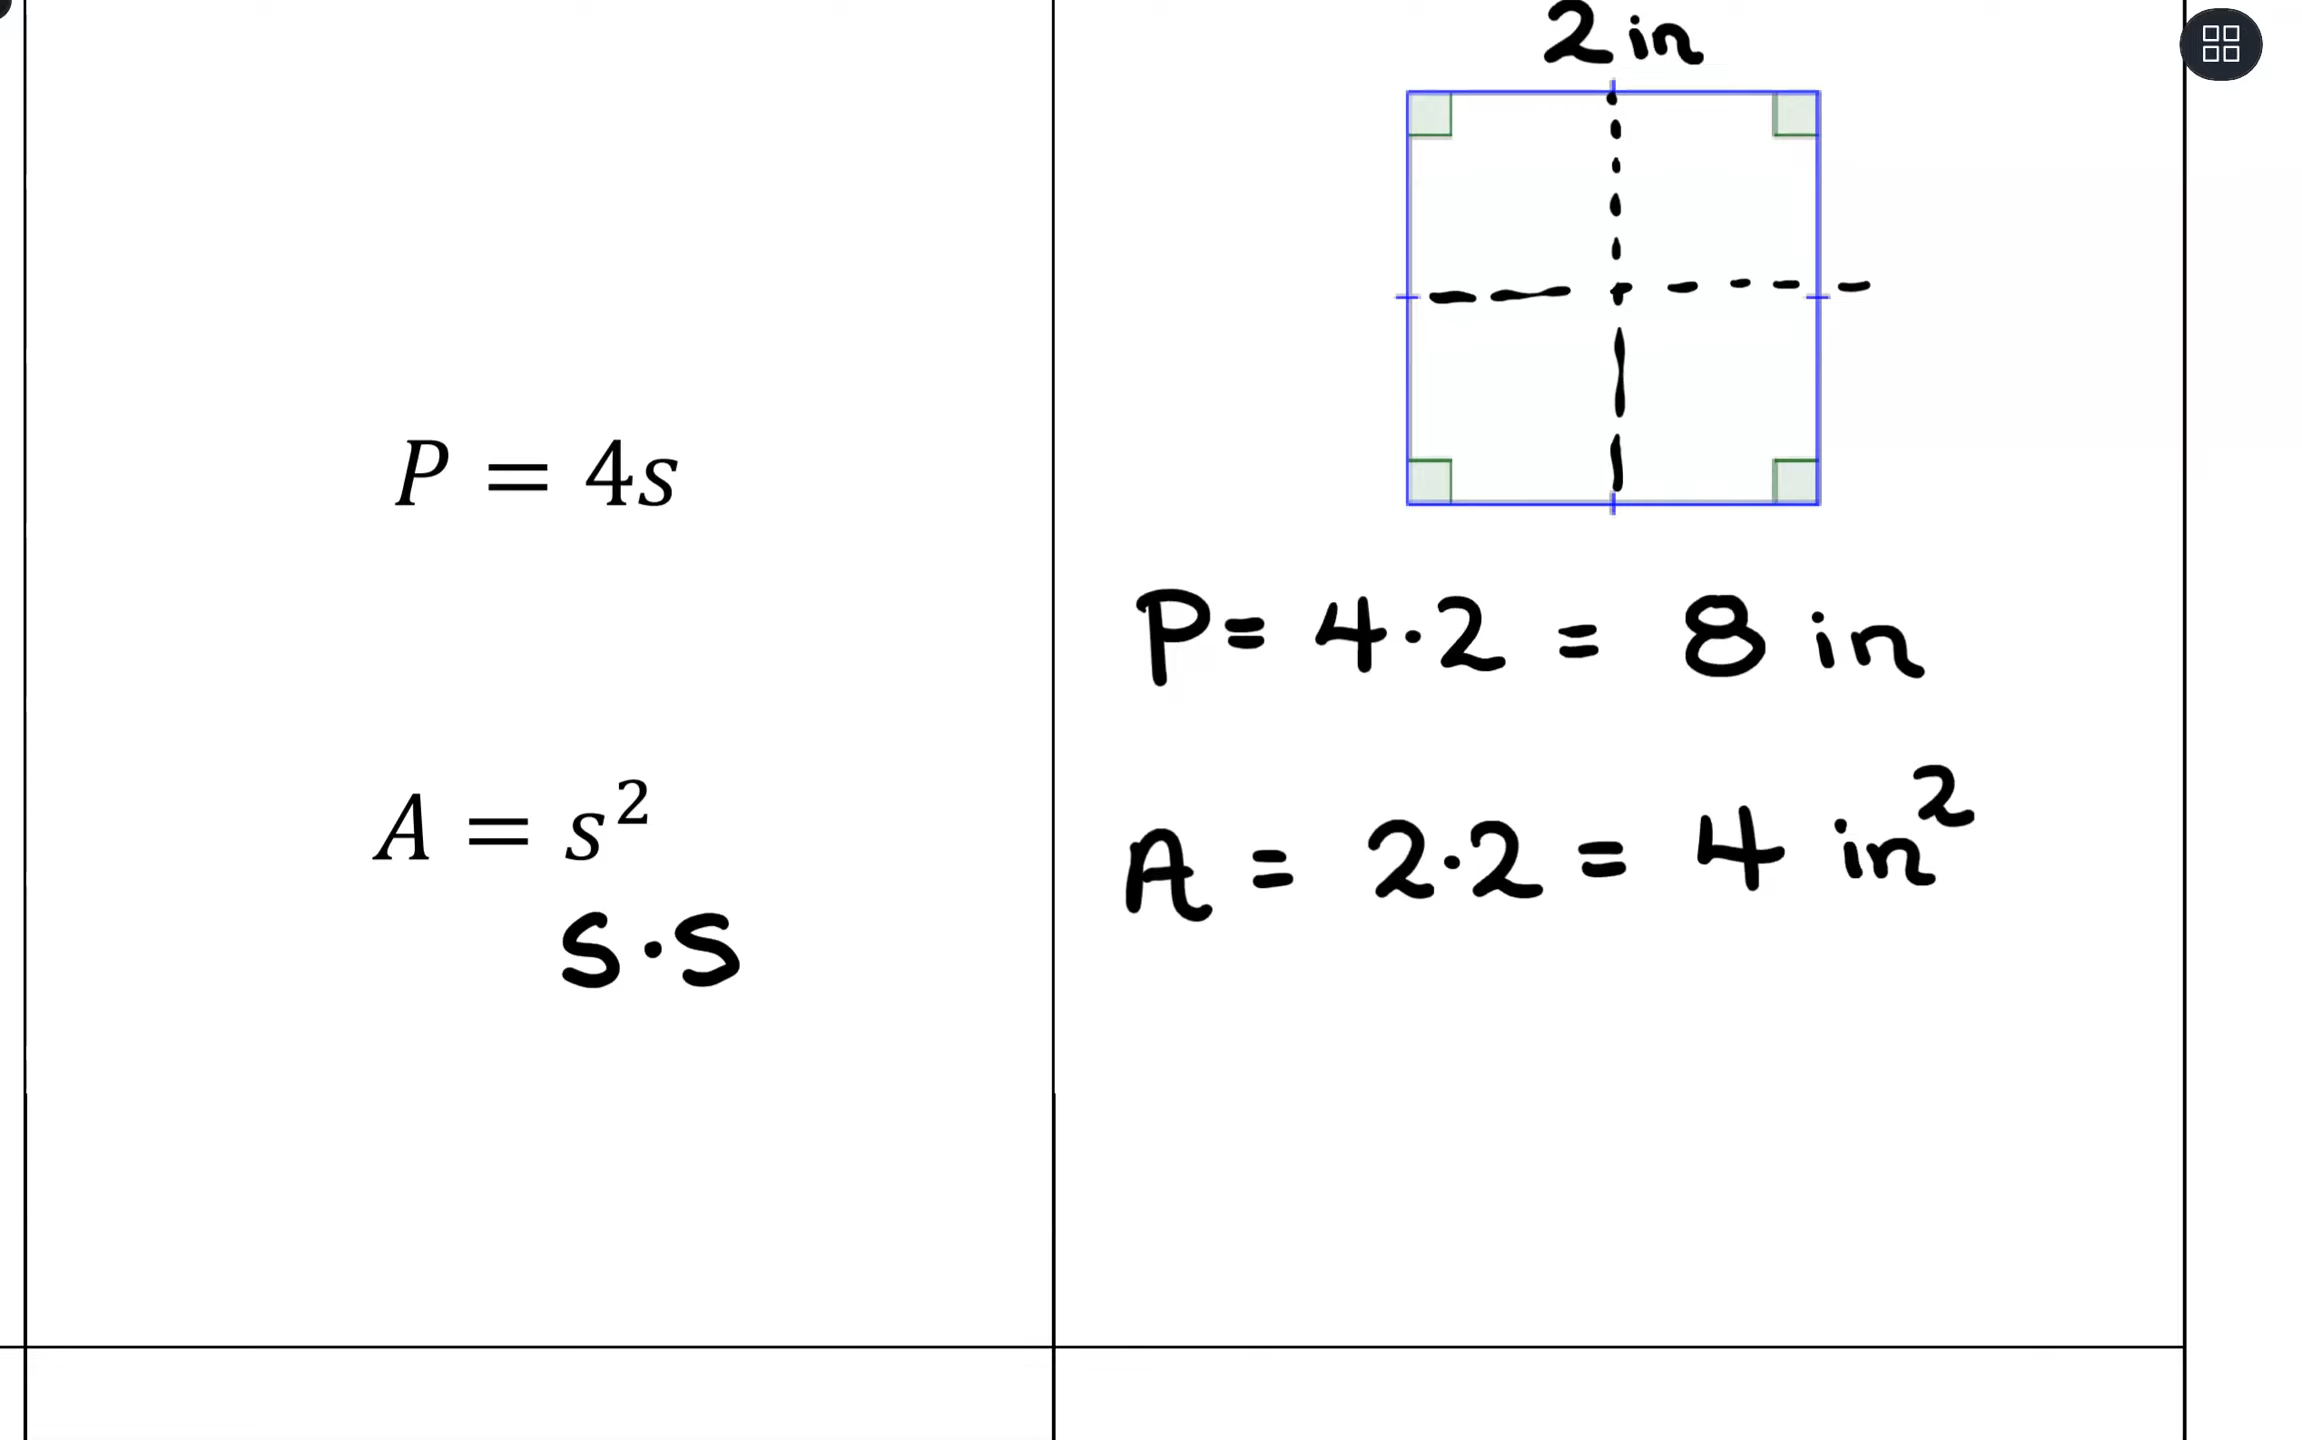 P = 4s
A = s²
s·s
2 in
P = 4·2 = 8 in
A = 2·2 = 4 in²